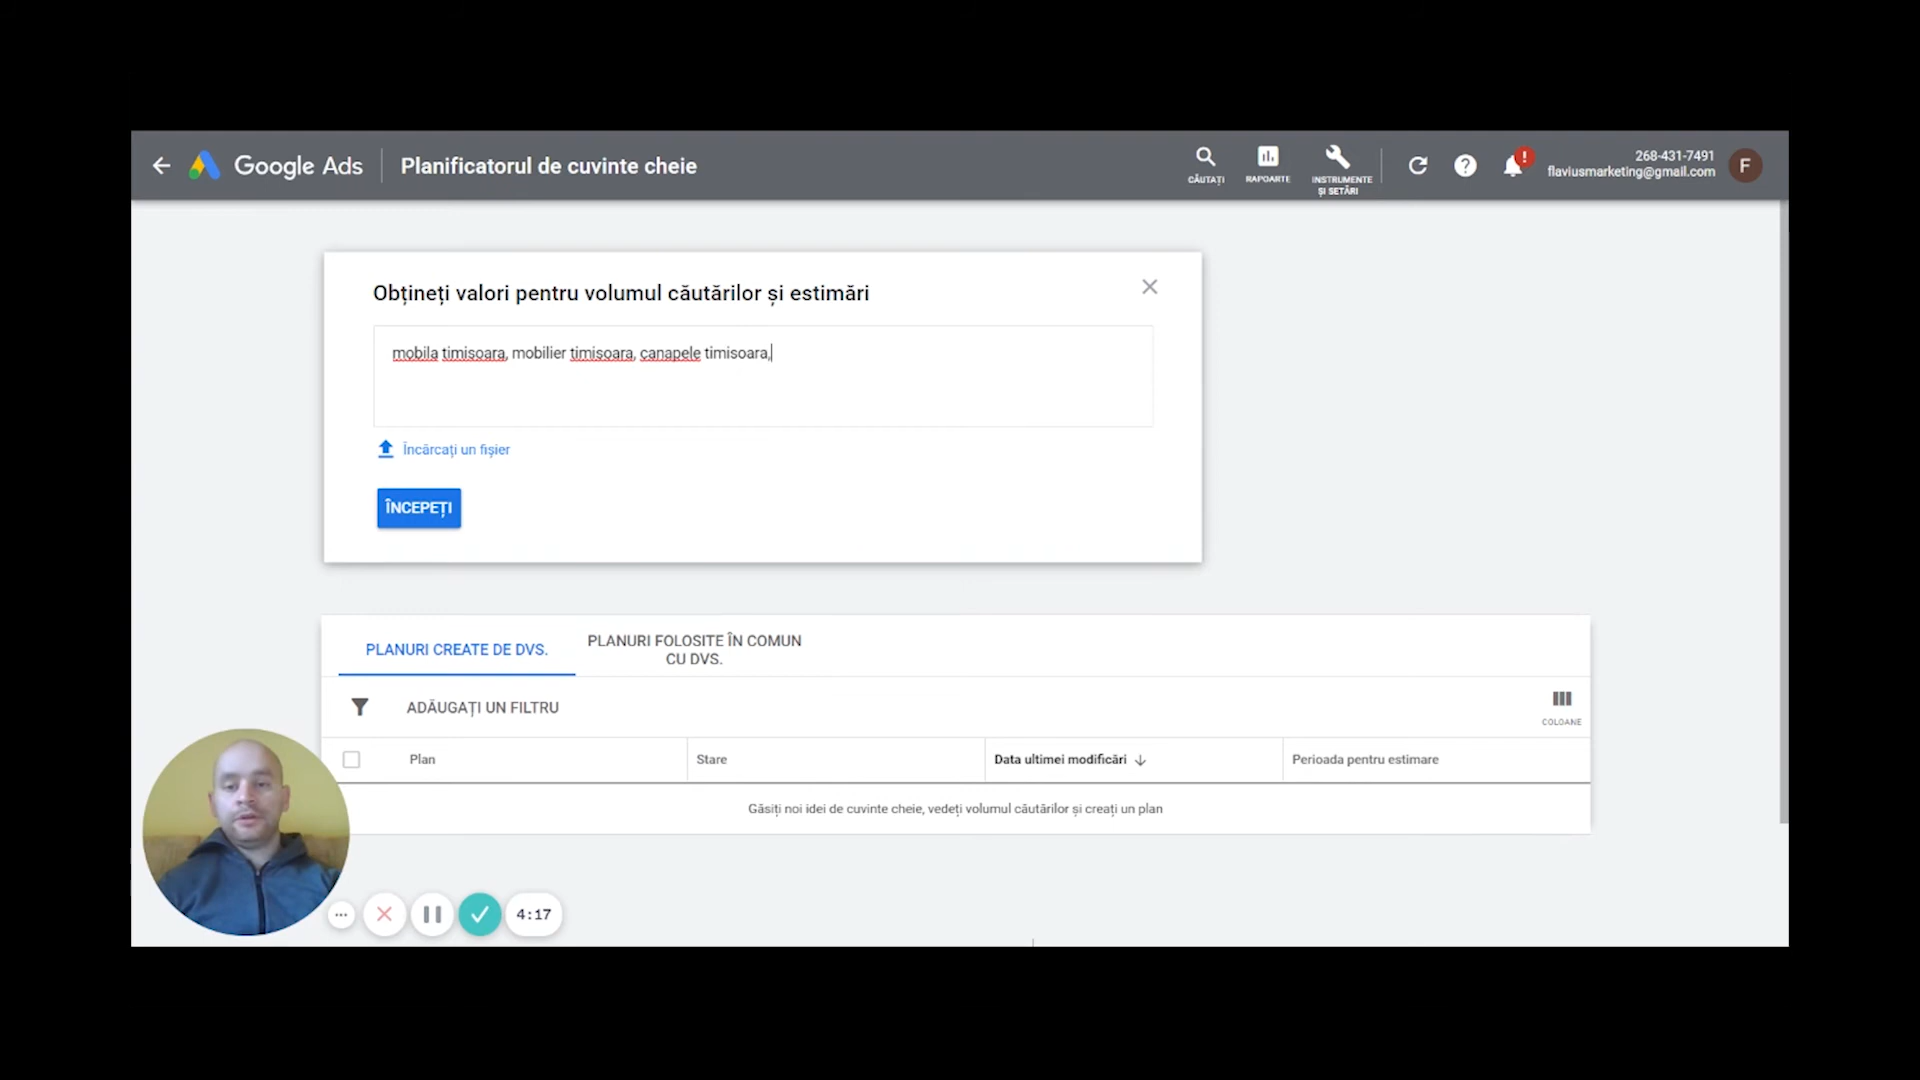 Google Ads
Planificatorul de cuvinte cheie
CĂUTAȚI
RAPOARTE
INSTRUMENTE
ȘI SETĂRI
!
268-431-7491
flaviusmarketing@gmail.com
F
Obțineți valori pentru volumul căutărilor și estimări
mobila timisoara, mobilier timisoara, canapele timisoara,
Încărcați un fișier
ÎNCEPEȚI
PLANURI CREATE DE DVS.
PLANURI FOLOSITE ÎN COMUN
CU DVS.
ADĂUGAȚI UN FILTRU
COLOANE
Plan
Stare
Data ultimei modificări
Perioada pentru estimare
Găsiți noi idei de cuvinte cheie, vedeți volumul căutărilor și creați un plan
4:17